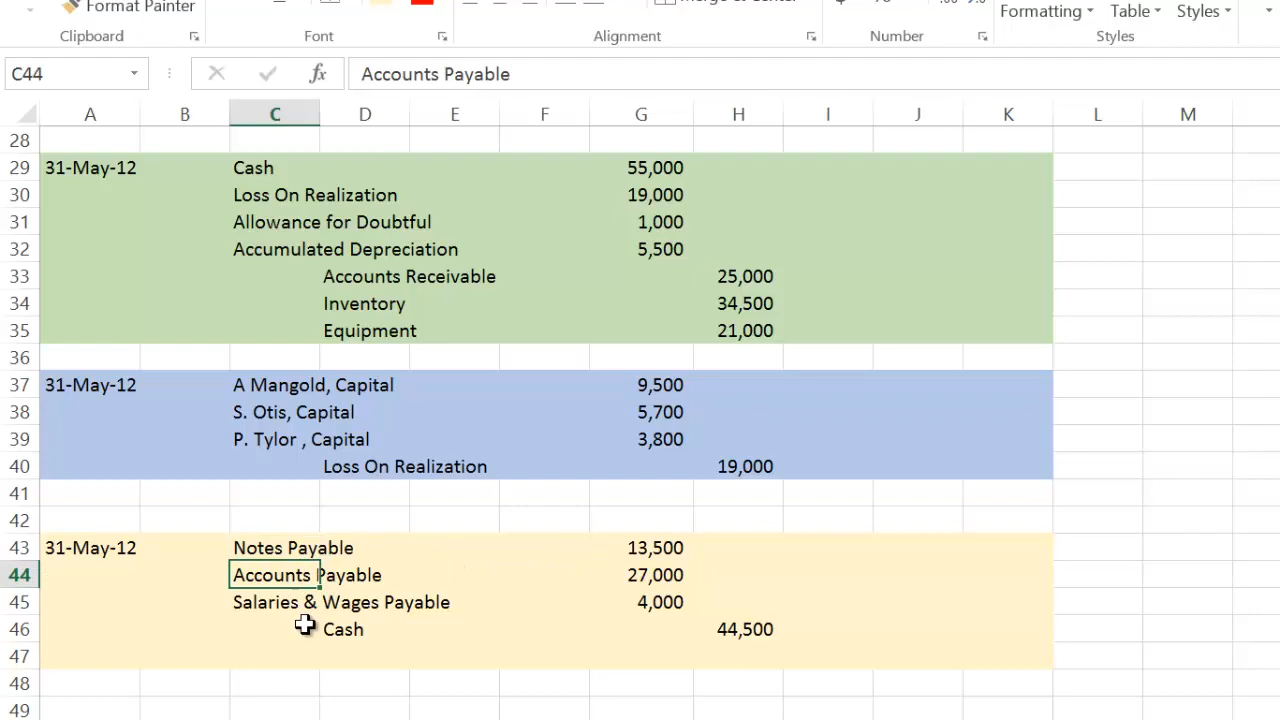 Format Painter
Formatting Table Styles
Clipboard Font Alignment Number Styles
C44 fx Accounts Payable
A B C D E F G H I J K L M
28
29 31-May-12 Cash 55,000
30 Loss On Realization 19,000
31 Allowance for Doubtful 1,000
32 Accumulated Depreciation 5,500
33 Accounts Receivable 25,000
34 Inventory 34,500
35 Equipment 21,000
36
37 31-May-12 A Mangold, Capital 9,500
38 S. Otis, Capital 5,700
39 P. Tylor , Capital 3,800
40 Loss On Realization 19,000
41
42
43 31-May-12 Notes Payable 13,500
44 Accounts Payable 27,000
45 Salaries & Wages Payable 4,000
46 Cash 44,500
47
48
49